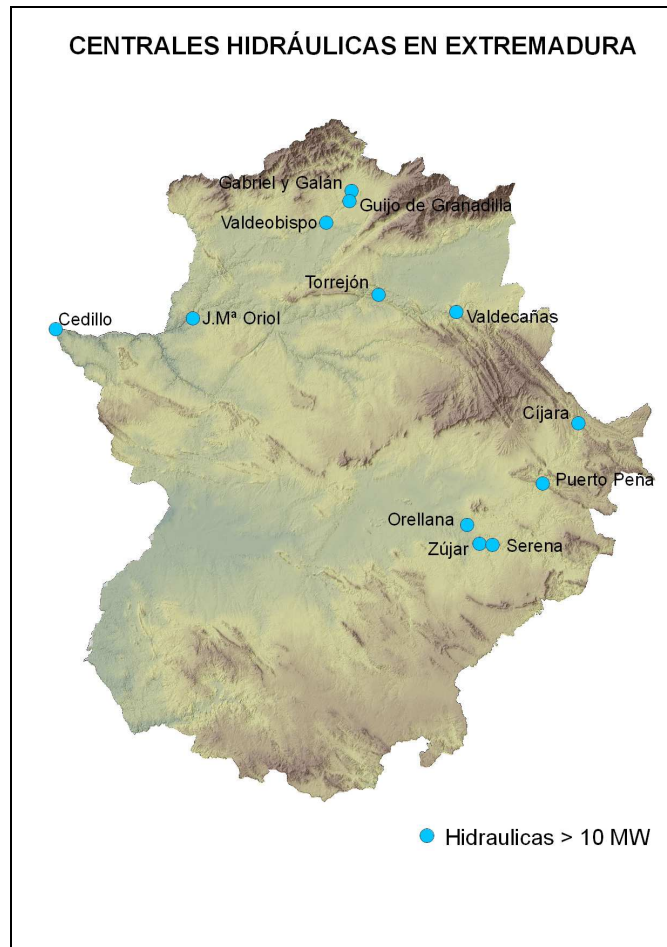 CENTRALES HIDRÁULICAS EN EXTREMADURA
Gabriel y Galán
Guijo de Granadilla
Valdeobispo
Torrejón
Cedillo
J.Mª Oriol
Valdecañas
Cíjara
Puerto Peña
Orellana
Zújar
Serena
Hidraulicas > 10 MW